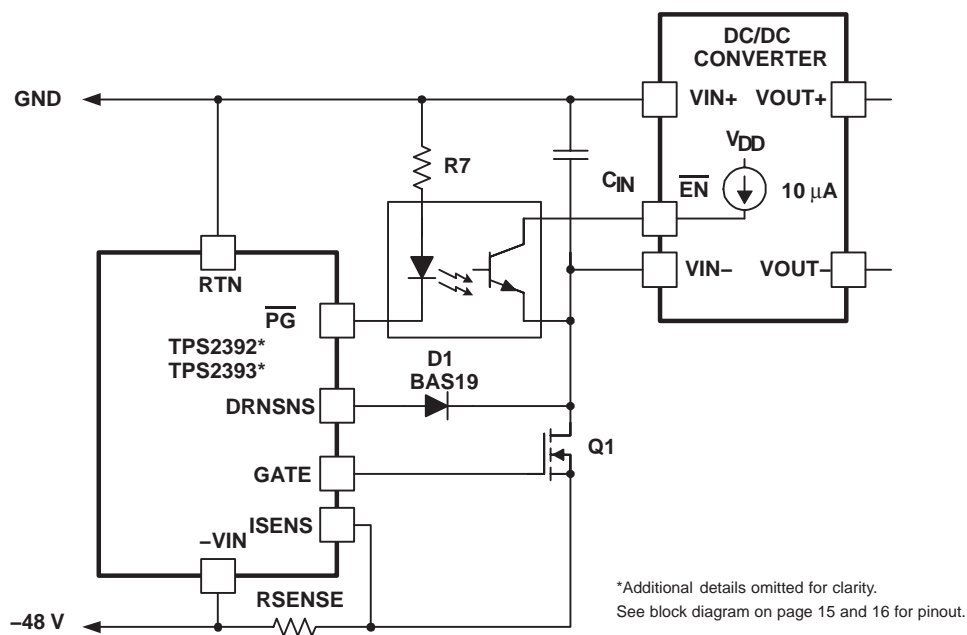 DC/DC
CONVERTER
GND
VIN+ VOUT+
R7
VDD
CIN
EN
10 μA
VIN− VOUT−
RTN
PG
TPS2392*
TPS2393*
D1
BAS19
DRNSNS
Q1
GATE
ISENS
−VIN
RSENSE
−48 V
*Additional details omitted for clarity.
See block diagram on page 15 and 16 for pinout.